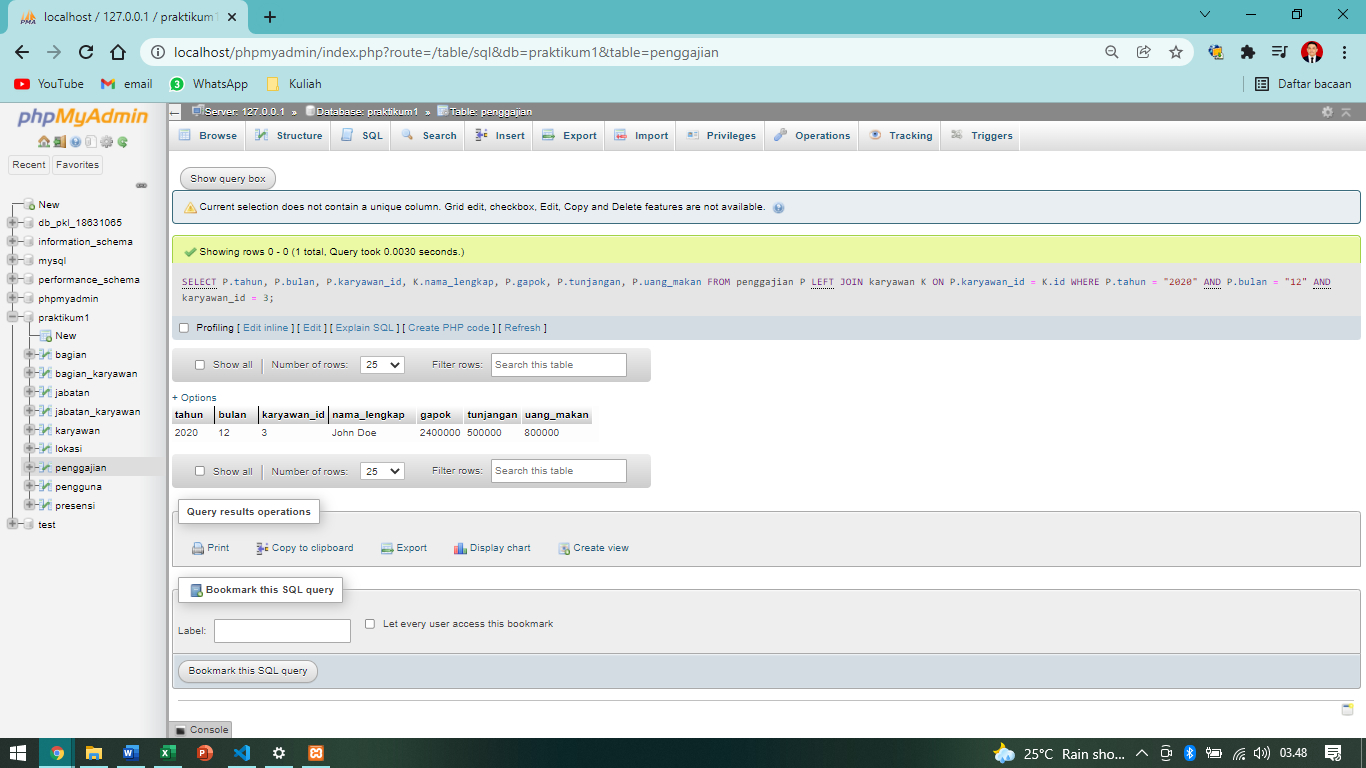 localhost / 127.0.0.1 / praktikum1
localhost/phpmyadmin/index.php?route=/table/sql&db=praktikum1&table=penggajian
YouTube email 3 WhatsApp Kuliah Daftar bacaan
phpMyAdmin
Recent Favorites
New
db_pkl_18631065
information_schema
mysql
performance_schema
phpmyadmin
praktikum1
New
bagian
bagian_karyawan
jabatan
jabatan_karyawan
karyawan
lokasi
penggajian
pengguna
presensi
test
Server: 127.0.0.1 » Database: praktikum1 » Table: penggajian
Browse Structure SQL Search Insert Export Import Privileges Operations Tracking Triggers
Show query box
Current selection does not contain a unique column. Grid edit, checkbox, Edit, Copy and Delete features are not available.
Showing rows 0 - 0 (1 total, Query took 0.0030 seconds.)
SELECT P.tahun, P.bulan, P.karyawan_id, K.nama_lengkap, P.gapok, P.tunjangan, P.uang_makan FROM penggajian P LEFT JOIN karyawan K ON P.karyawan_id = K.id WHERE P.tahun = "2020" AND P.bulan = "12" AND
karyawan_id = 3;
Profiling [ Edit inline ] [ Edit ] [ Explain SQL ] [ Create PHP code ] [ Refresh ]
Show all Number of rows: 25 Filter rows: Search this table
+ Options
tahun bulan karyawan_id nama_lengkap gapok tunjangan uang_makan
2020 12 3 John Doe 2400000 500000 800000
Show all Number of rows: 25 Filter rows: Search this table
Query results operations
Print Copy to clipboard Export Display chart Create view
Bookmark this SQL query
Label: Let every user access this bookmark
Bookmark this SQL query
Console
25°C Rain sho... 03.48